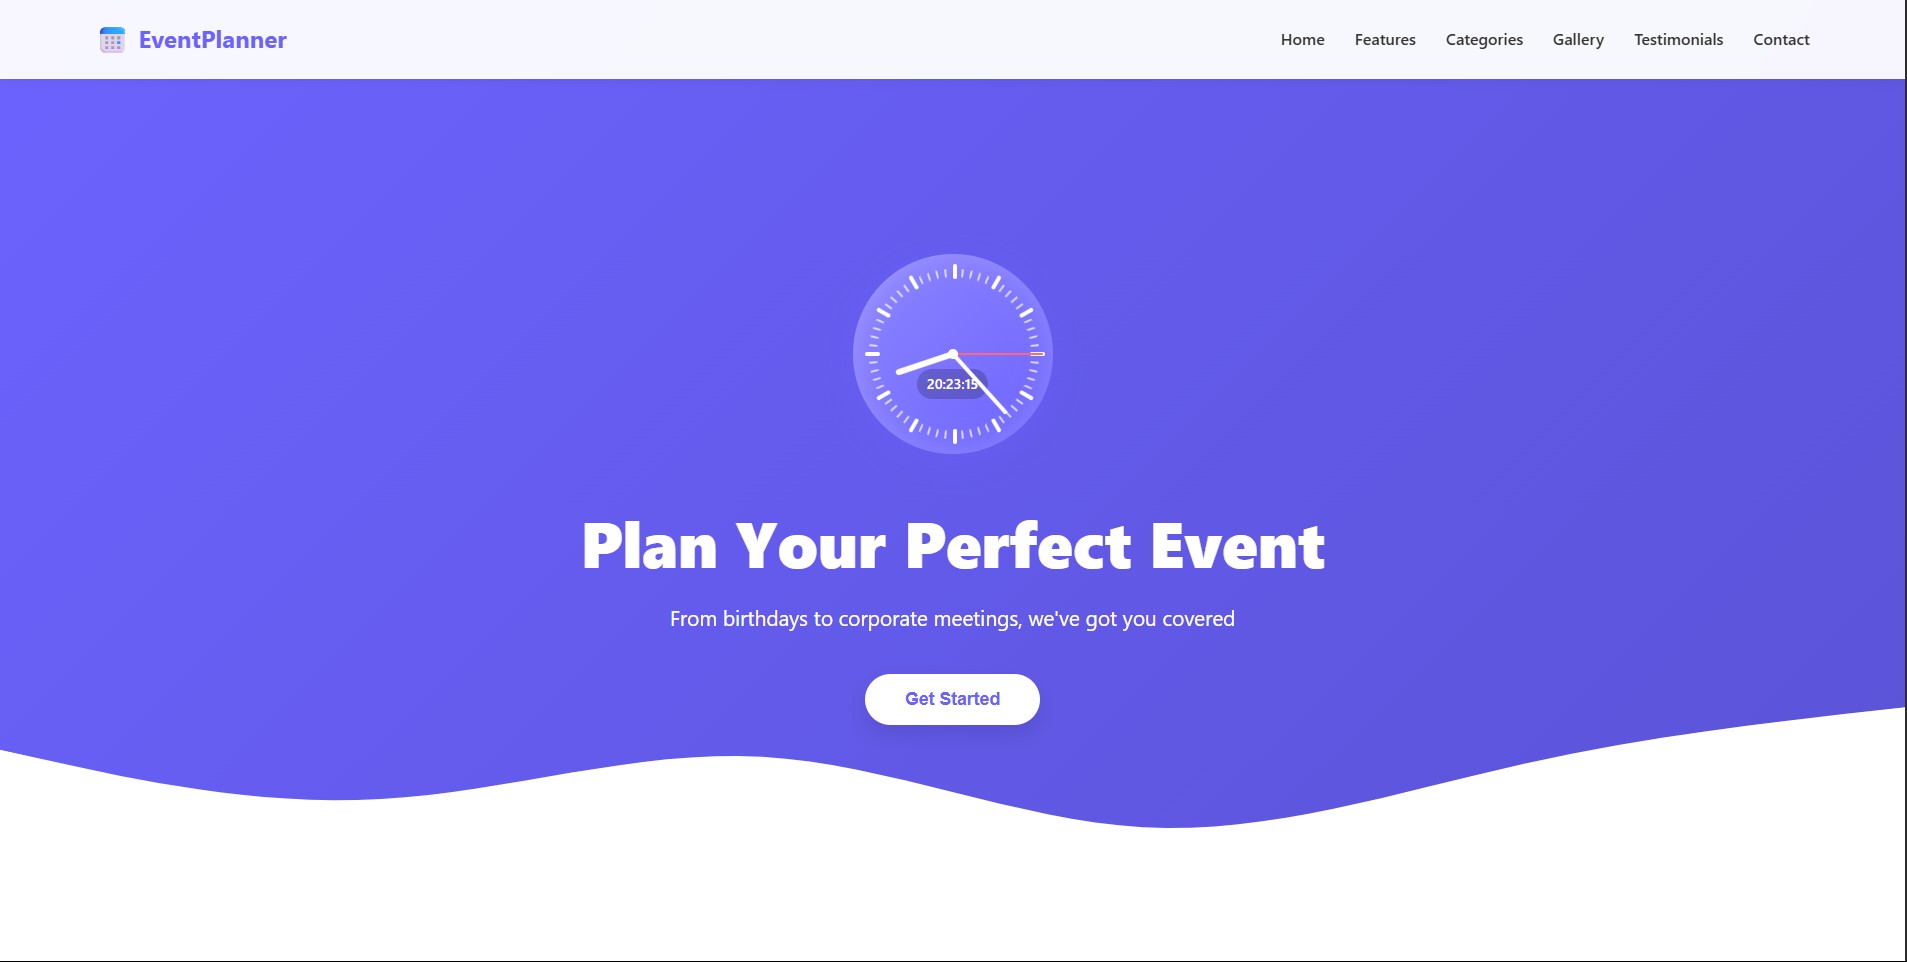 EventPlanner
Home Features Categories Gallery Testimonials Contact
20:23:15
Plan Your Perfect Event
From birthdays to corporate meetings, we've got you covered
Get Started